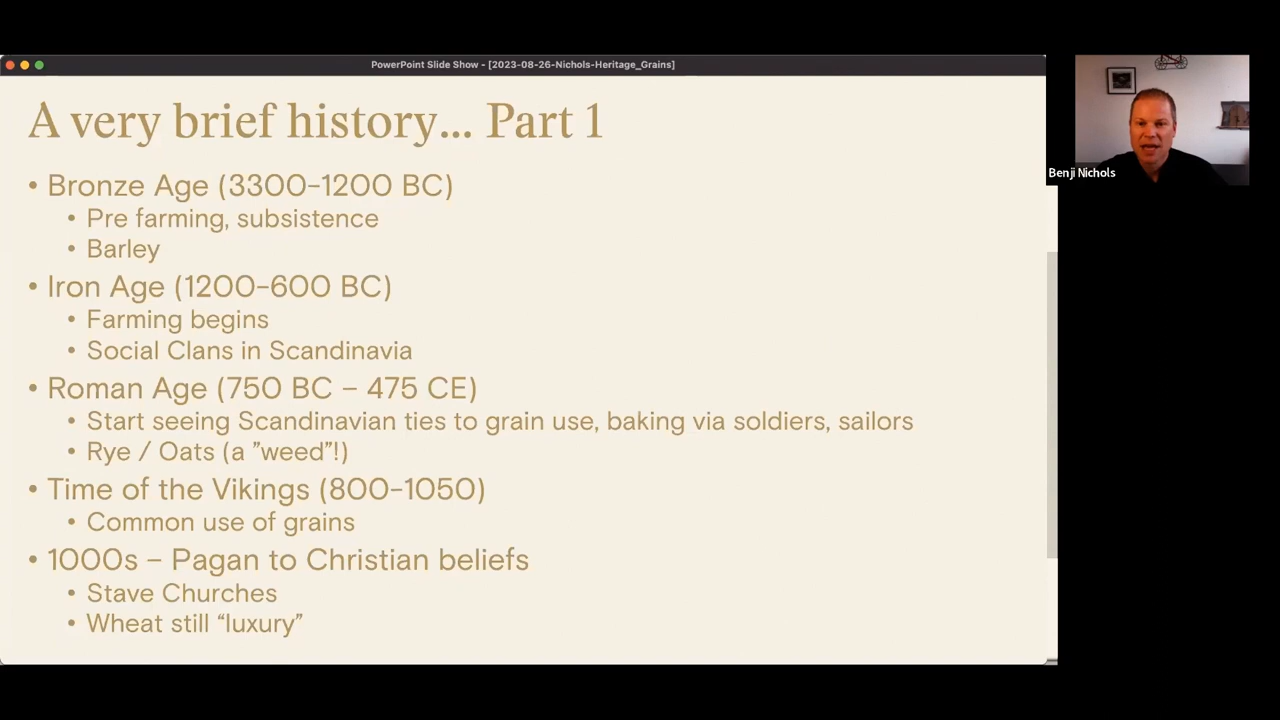 PowerPoint Slide Show - [2023-08-26-Nichols-Heritage_Grains]
A very brief history... Part 1
• Bronze Age (3300-1200 BC)
• Pre farming, subsistence
• Barley
• Iron Age (1200-600 BC)
• Farming begins
• Social Clans in Scandinavia
• Roman Age (750 BC – 475 CE)
• Start seeing Scandinavian ties to grain use, baking via soldiers, sailors
• Rye / Oats (a ”weed”!)
• Time of the Vikings (800-1050)
• Common use of grains
• 1000s – Pagan to Christian beliefs
• Stave Churches
• Wheat still “luxury”
Benji Nichols